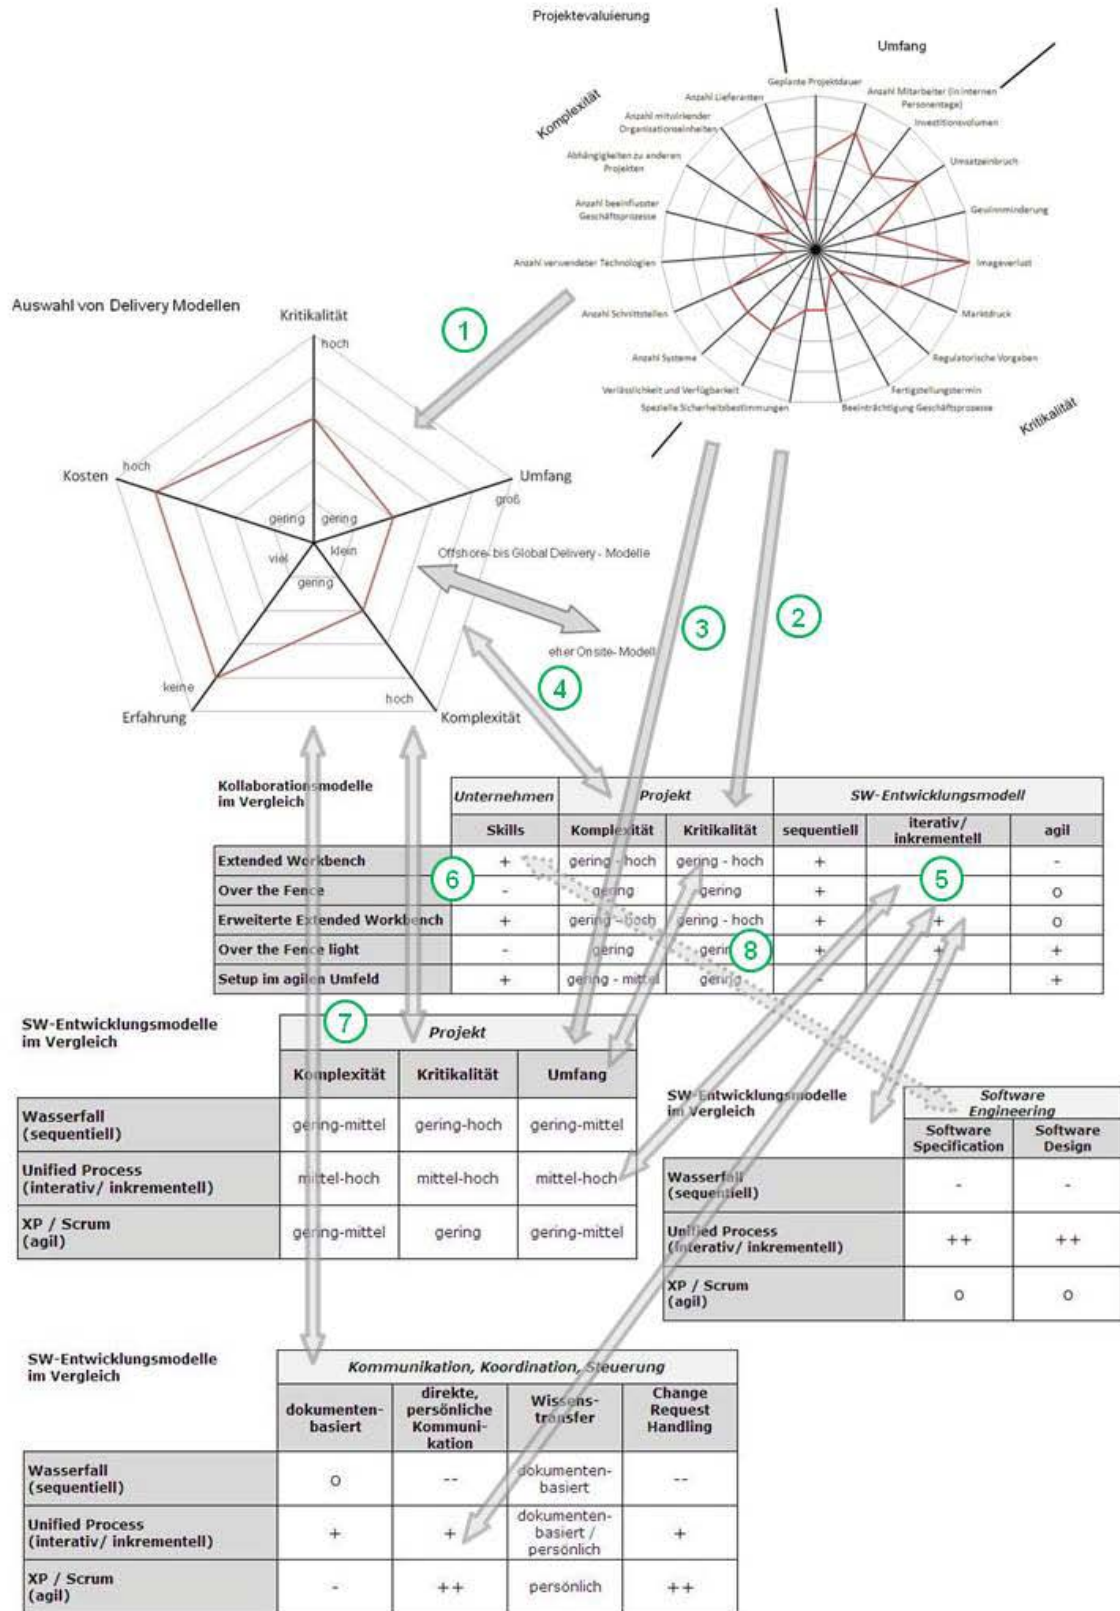 Projektevaluierung
Umfang
Komplexität
Kritikalität
Geplante Projektdauer
Anzahl Mitarbeiter (in internen
Personentage)
Investitionsvolumen
Umsatzeinbruch
Gewinnminderung
Imageverlust
Marktdruck
Regulatorische Vorgaben
Fertigstellungstermin
Beeinträchtigung Geschäftsprozesse
Spezielle Sicherheitsbestimmungen
Verlässlichkeit und Verfügbarkeit
Anzahl Systeme
Anzahl Schnittstellen
Anzahl verwendeter Technologien
Anzahl beeinflusster
Geschäftsprozesse
Abhängigkeiten zu anderen
Projekten
Anzahl mitwirkender
Organisationseinheiten
Anzahl Lieferanten
Auswahl von Delivery Modellen
Kritikalität
hoch
Kosten
hoch
Umfang
groß
gering
gering
viel
klein
gering
keine
hoch
Erfahrung
Komplexität
Offshore- bis Global Delivery - Modelle
eher Onsite- Modell
1
2
3
4
5
6
7
8
Kollaborationsmodelle
im Vergleich
Unternehmen Projekt SW-Entwicklungsmodell
Skills Komplexität Kritikalität sequentiell iterativ/ inkrementell agil
Extended Workbench + gering - hoch gering - hoch + -
Over the Fence - gering gering + o
Erweiterte Extended Workbench + gering - hoch gering - hoch + + o
Over the Fence light - gering + + +
Setup im agilen Umfeld + gering - mittel gering - - +
SW-Entwicklungsmodelle
im Vergleich
Projekt
Komplexität Kritikalität Umfang
Wasserfall
(sequentiell)
gering-mittel gering-hoch gering-mittel
Unified Process
(interativ/ inkrementell)
mittel-hoch mittel-hoch mittel-hoch
XP / Scrum
(agil)
gering-mittel gering gering-mittel
SW-Entwicklungsmodelle
im Vergleich
Software
Engineering
Software
Specification
Software
Design
Wasserfall
(sequentiell)
- -
Unified Process
(interativ/ inkrementell)
++ ++
XP / Scrum
(agil)
o o
SW-Entwicklungsmodelle
im Vergleich
Kommunikation, Koordination, Steuerung
dokumenten-
basiert
direkte,
persönliche
Kommuni-
kation
Wissens-
transfer
Change
Request
Handling
Wasserfall
(sequentiell)
o -- dokumenten-
basiert
--
Unified Process
(interativ/ inkrementell)
+ + dokumenten-
basiert /
persönlich
+
XP / Scrum
(agil)
- ++ persönlich ++